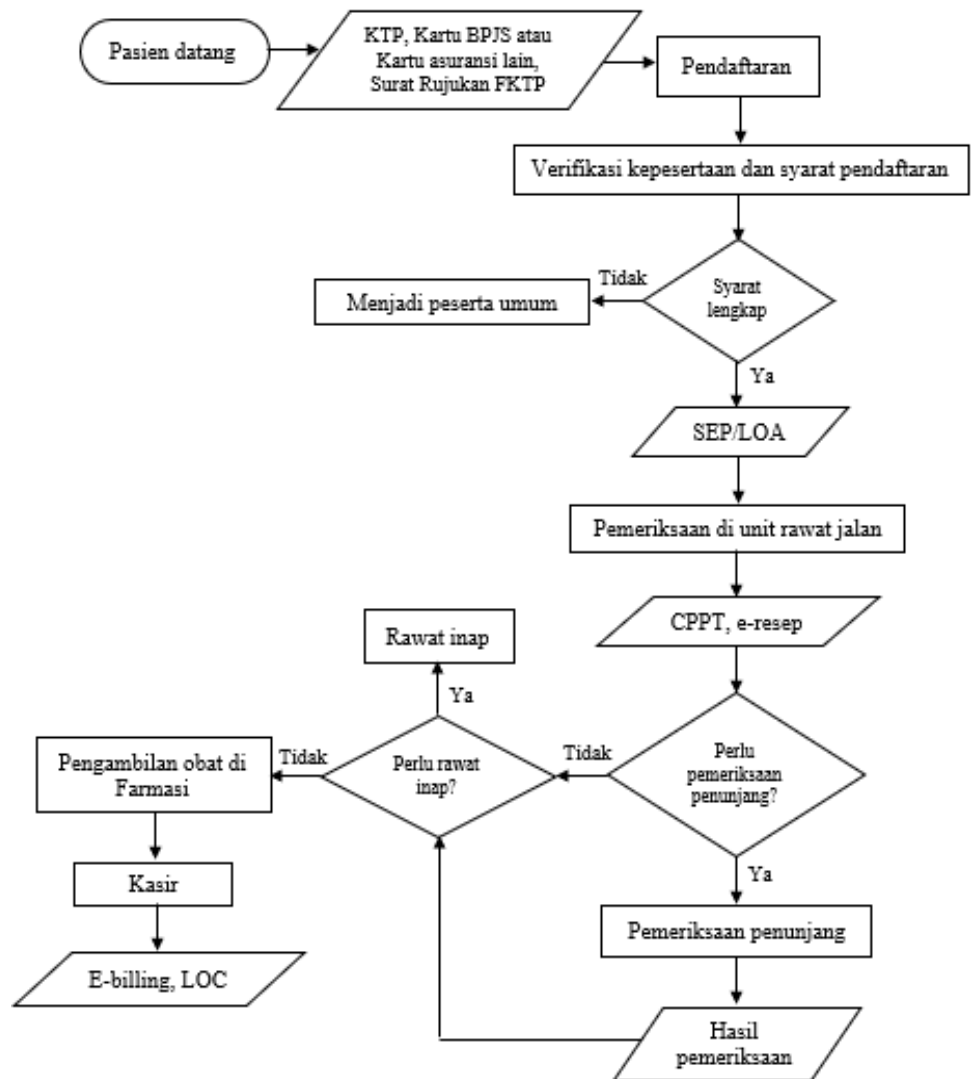 Pasien datang
KTP, Kartu BPJS atau
Kartu asuransi lain,
Surat Rujukan FKTP
Pendaftaran
Verifikasi kepesertaan dan syarat pendaftaran
Syarat
lengkap
Tidak
Menjadi peserta umum
Ya
SEP/LOA
Pemeriksaan di unit rawat jalan
CPPT, e-resep
Perlu
pemeriksaan
penunjang?
Tidak
Perlu rawat
inap?
Ya
Rawat inap
Tidak
Pengambilan obat di
Farmasi
Kasir
E-billing, LOC
Ya
Pemeriksaan penunjang
Hasil
pemeriksaan